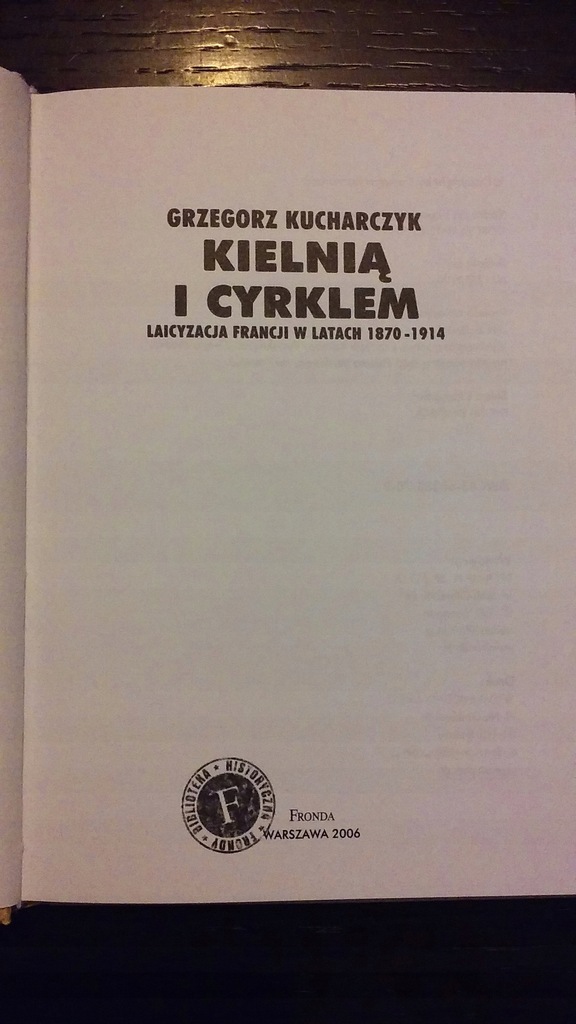 GRZEGORZ KUCHARCZYK
KIELNIĄ
I CYRKLEM
LAICYZACJA FRANCJI W LATACH 1870-1914
BIBLIOTEKA * HISTORYCZNA * FRONDY *
F
FRONDA
WARSZAWA 2006